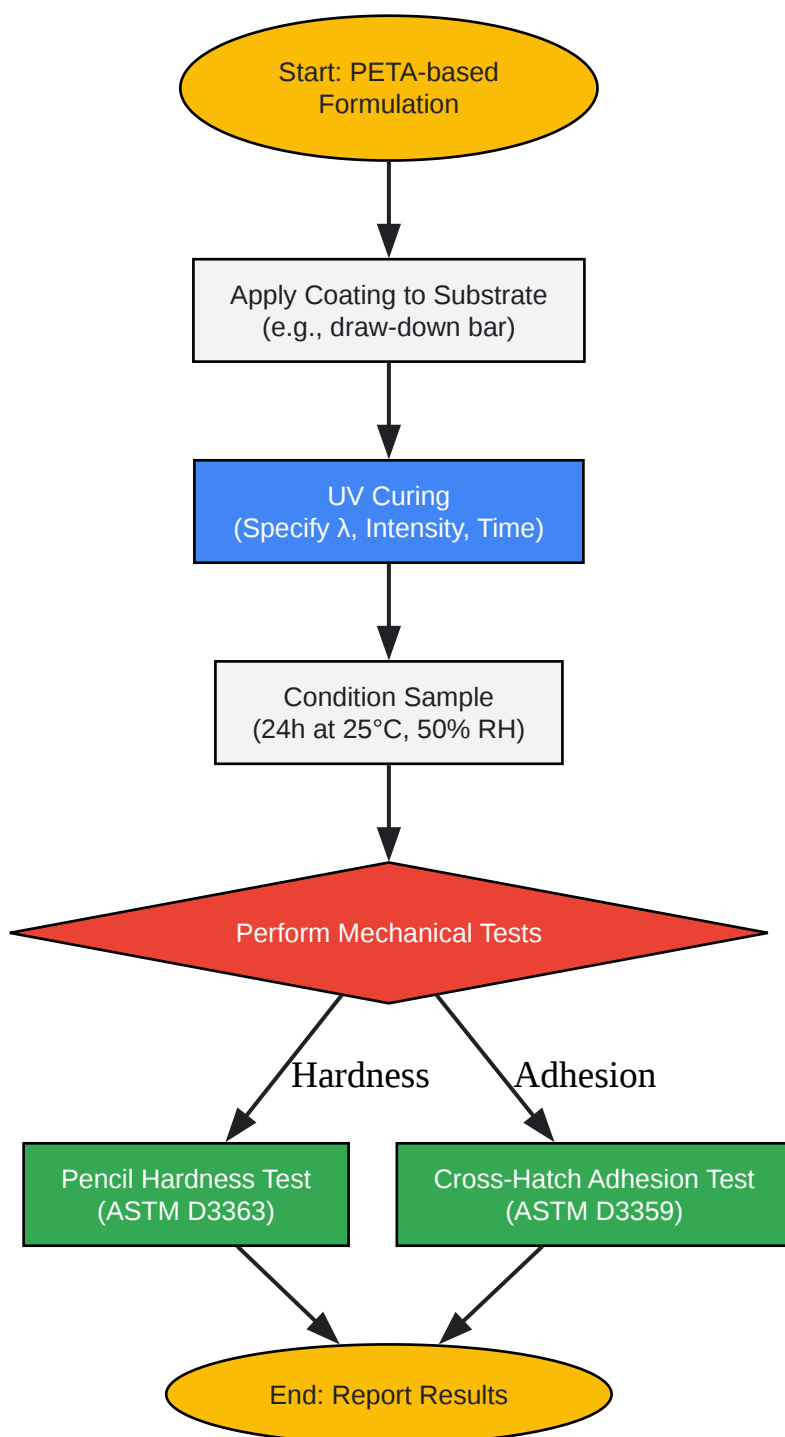 Start: PETA-based
Formulation
Apply Coating to Substrate
(e.g., draw-down bar)
UV Curing
(Specify λ, Intensity, Time)
Condition Sample
(24h at 25°C, 50% RH)
Perform Mechanical Tests
Hardness
Adhesion
Pencil Hardness Test
(ASTM D3363)
Cross-Hatch Adhesion Test
(ASTM D3359)
End: Report Results